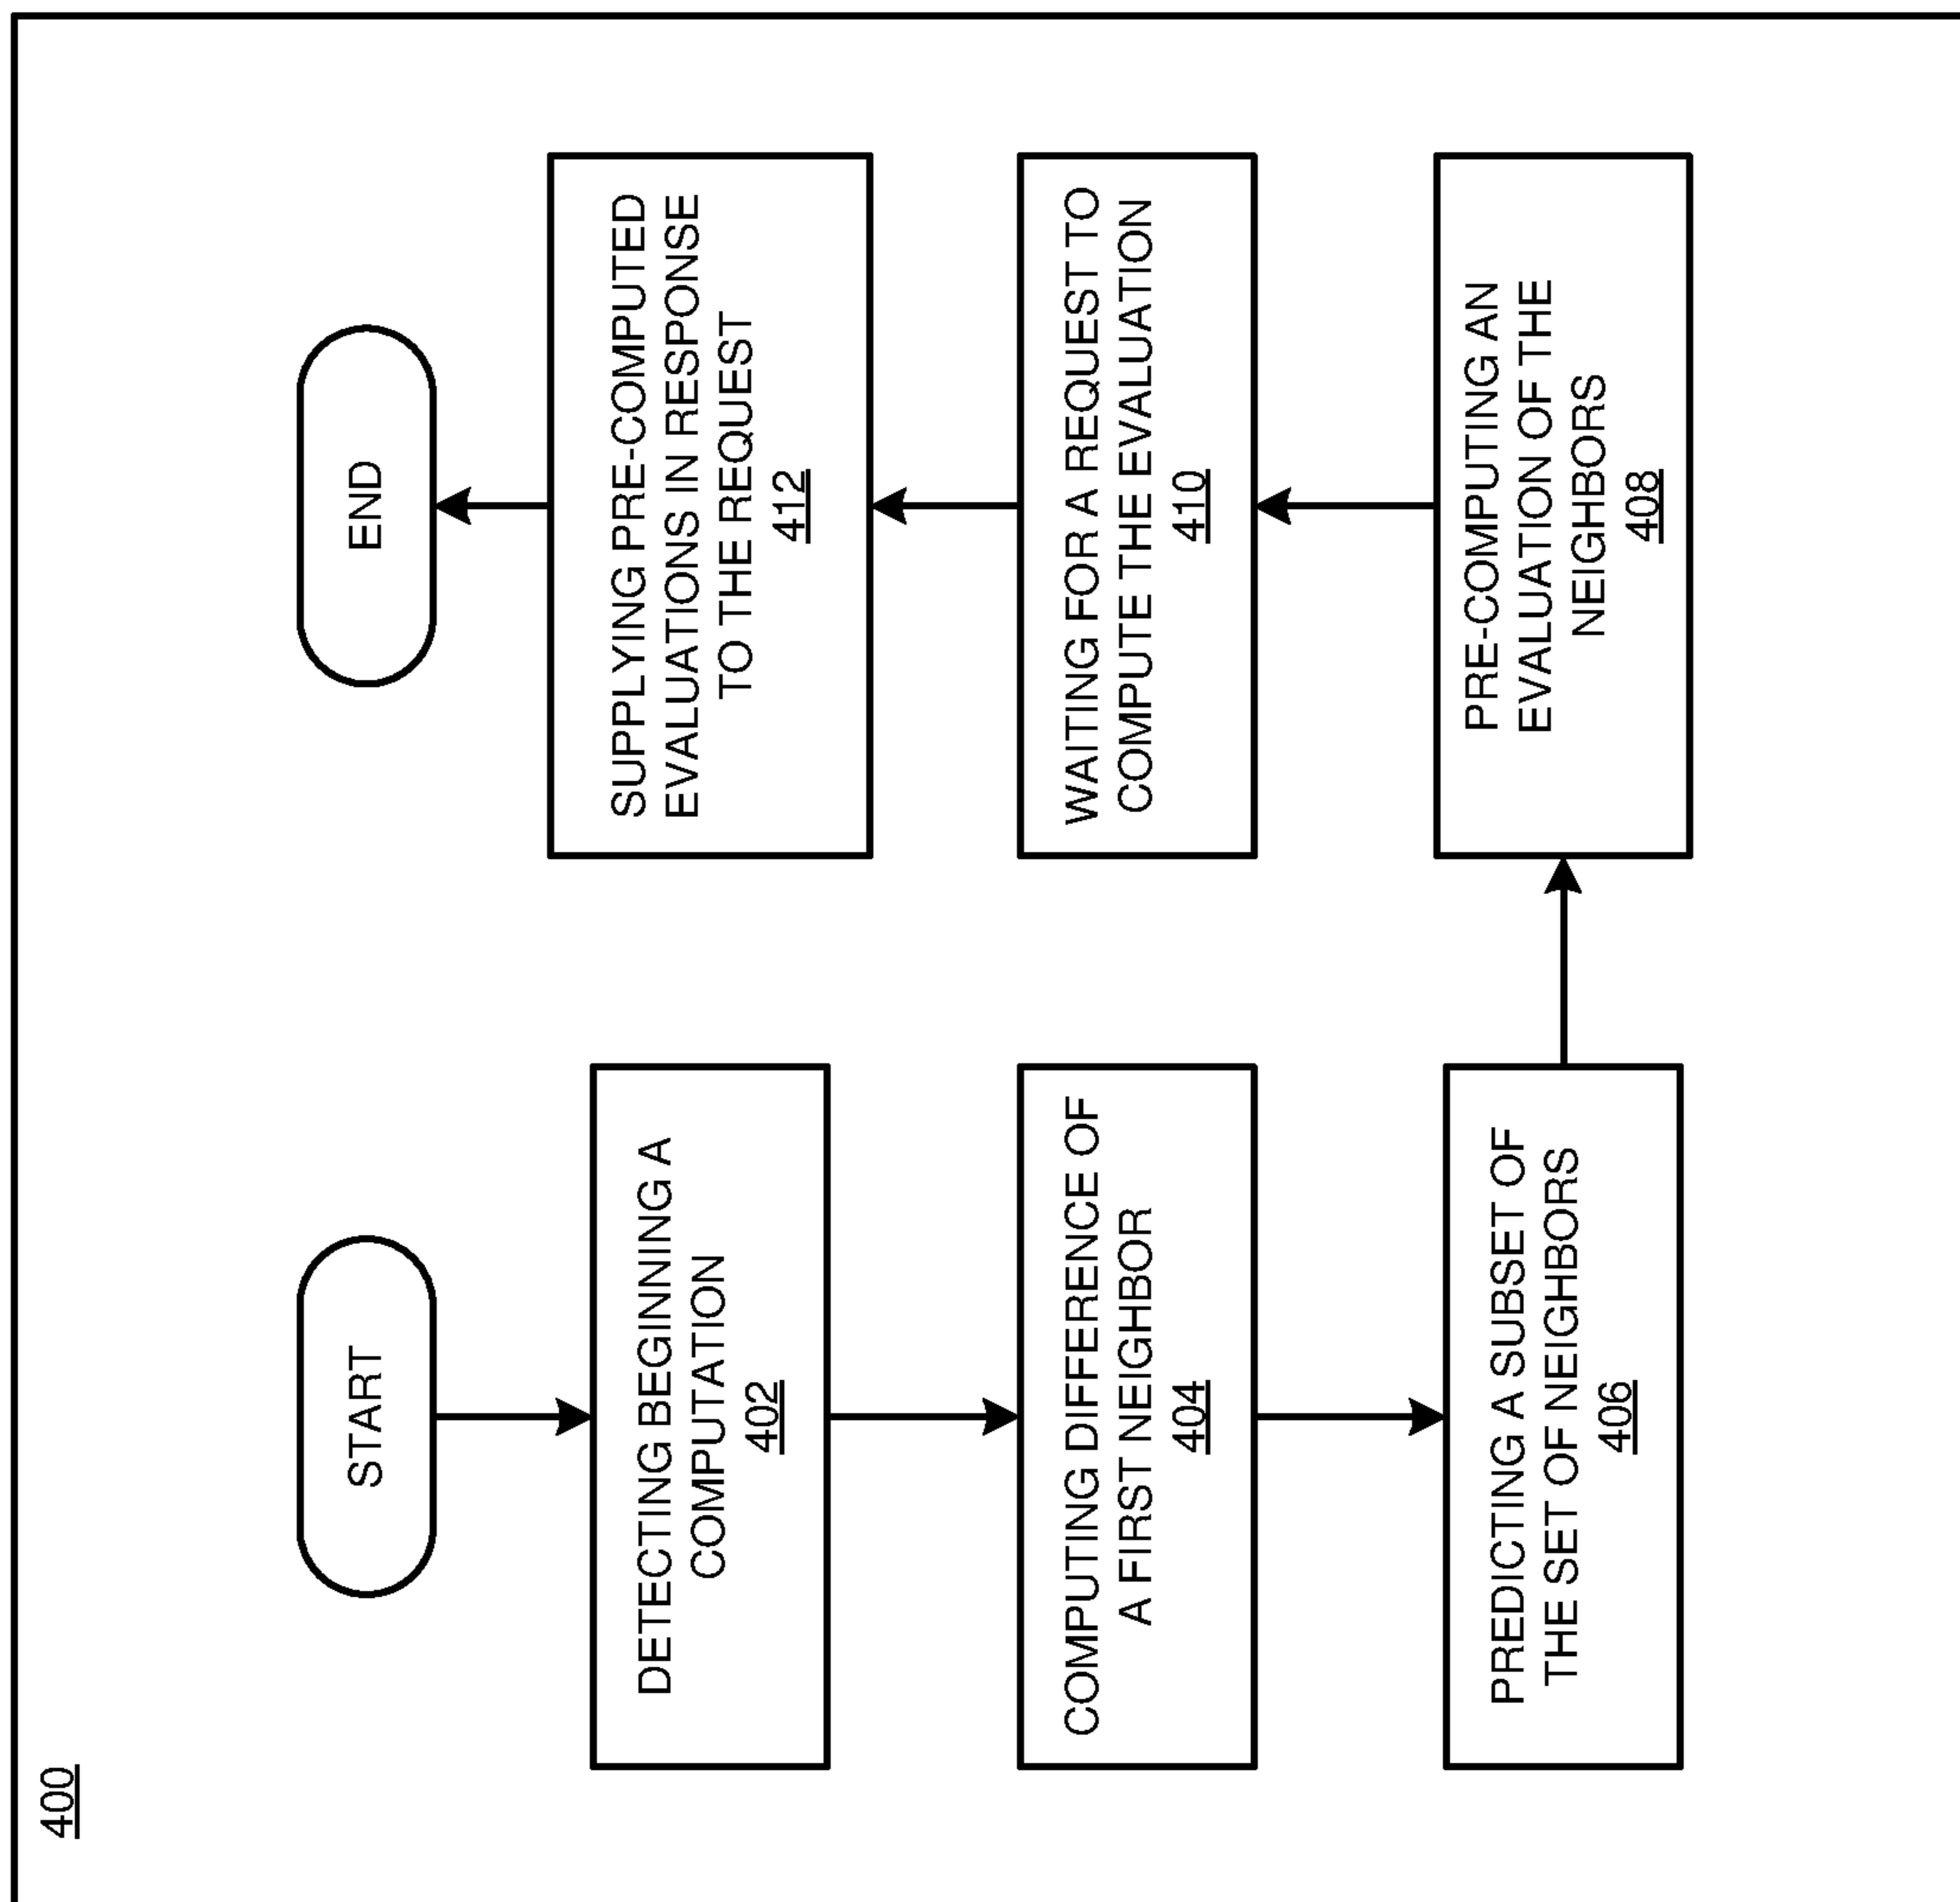 400
START
DETECTING BEGINNING A
COMPUTATION
402
COMPUTING DIFFERENCE OF
A FIRST NEIGHBOR
404
PREDICTING A SUBSET OF
THE SET OF NEIGHBORS
406
PRE-COMPUTING AN
EVALUATION OF THE
NEIGHBORS
408
WAITING FOR A REQUEST TO
COMPUTE THE EVALUATION
410
SUPPLYING PRE-COMPUTED
EVALUATIONS IN RESPONSE
TO THE REQUEST
412
END